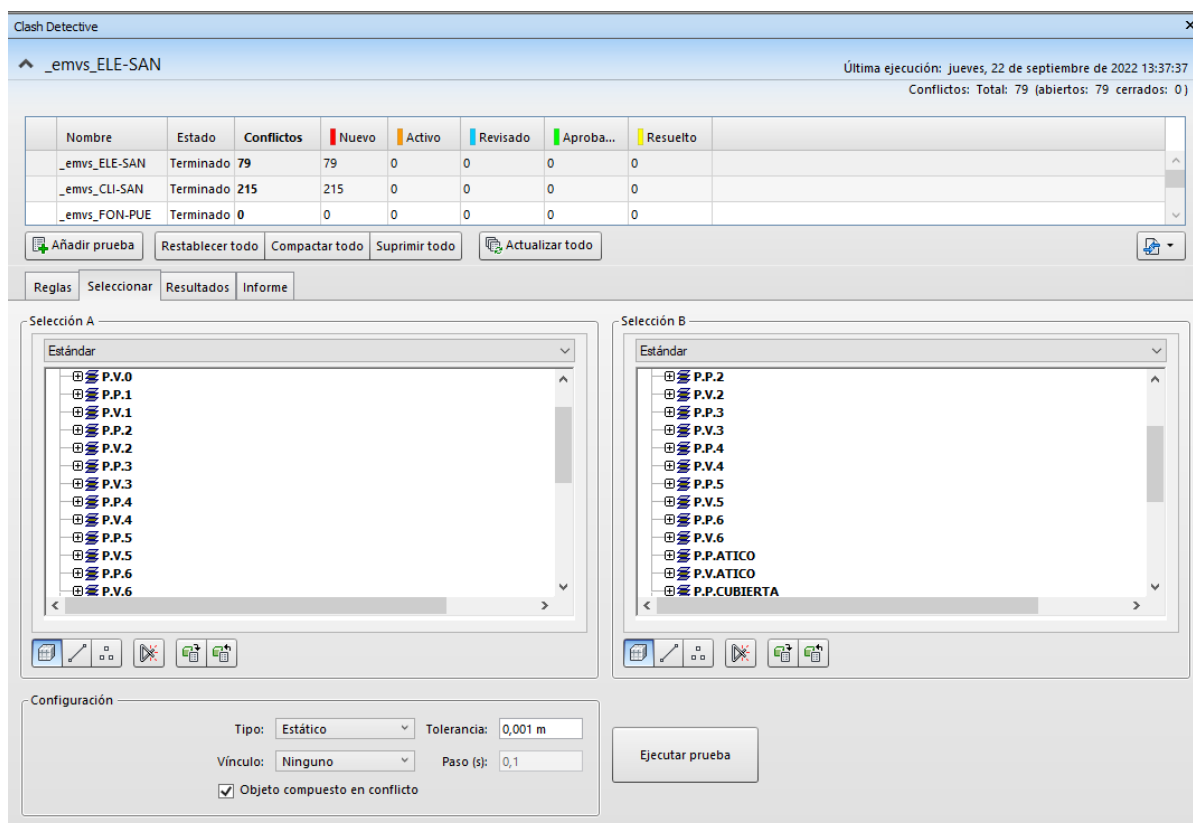 Clash Detective
_emvs_ELE-SAN
Última ejecución: jueves, 22 de septiembre de 2022 13:37:37
Conflictos: Total: 79 (abiertos: 79 cerrados: 0)
Nombre Estado Conflictos Nuevo Activo Revisado Aproba... Resuelto
_emvs_ELE-SAN Terminado 79 79 0 0 0 0
_emvs_CLI-SAN Terminado 215 215 0 0 0 0
_emvs_FON-PUE Terminado 0 0 0 0 0 0
Añadir prueba Restablecer todo Compactar todo Suprimir todo Actualizar todo
Reglas Seleccionar Resultados Informe
Selección A
Estándar
P.V.0
P.P.1
P.V.1
P.P.2
P.V.2
P.P.3
P.V.3
P.P.4
P.V.4
P.P.5
P.V.5
P.P.6
P.V.6
Selección B
Estándar
P.P.2
P.V.2
P.P.3
P.V.3
P.P.4
P.V.4
P.P.5
P.V.5
P.P.6
P.V.6
P.P.ATICO
P.V.ATICO
P.P.CUBIERTA
Configuración
Tipo: Estático Tolerancia: 0,001 m
Vínculo: Ninguno Paso (s): 0,1
Objeto compuesto en conflicto
Ejecutar prueba